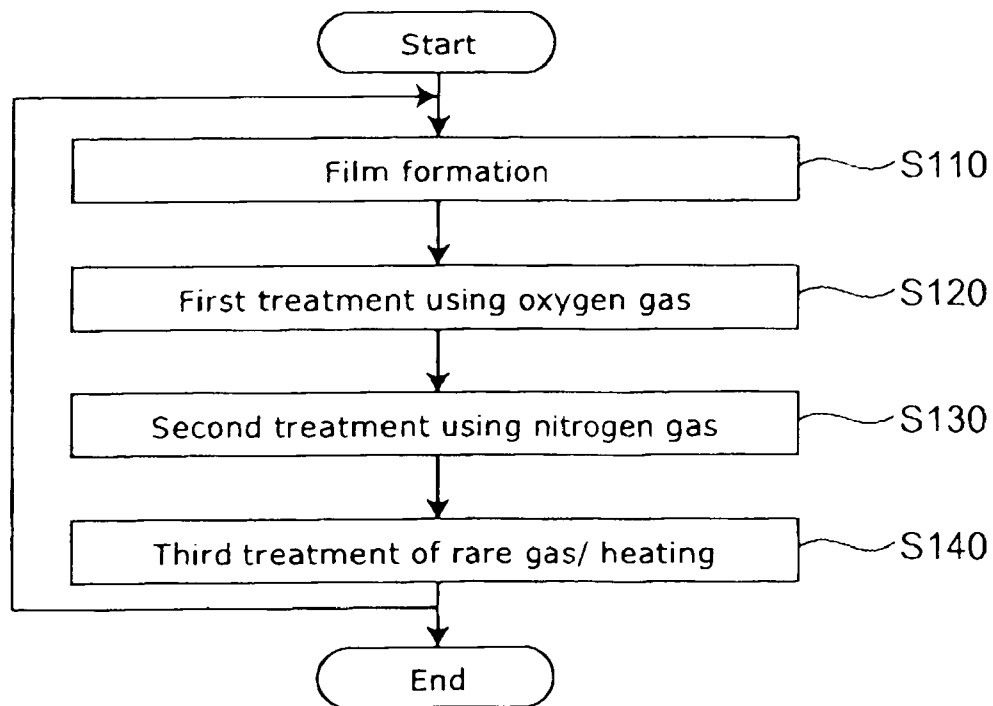 Start
Film formation
S110
First treatment using oxygen gas
S120
Second treatment using nitrogen gas
S130
Third treatment of rare gas/ heating
S140
End